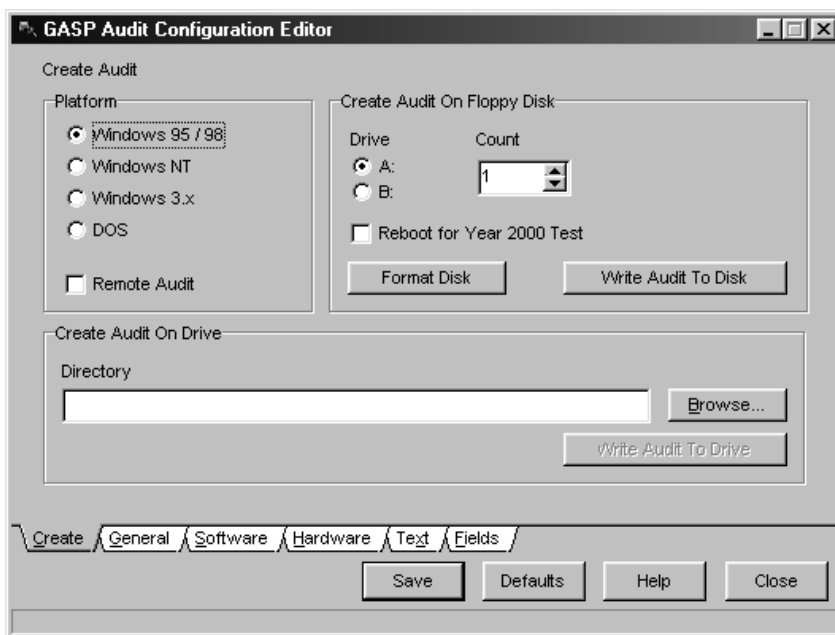 GASP Audit Configuration Editor
Create Audit
Platform
Windows 95 / 98
Windows NT
Windows 3.x
DOS
Remote Audit
Create Audit On Floppy Disk
Drive
Count
A:
1
B:
Reboot for Year 2000 Test
Format Disk
Write Audit To Disk
Create Audit On Drive
Directory
Browse...
Write Audit To Drive
Create General Software Hardware Text Fields
Save Defaults Help Close